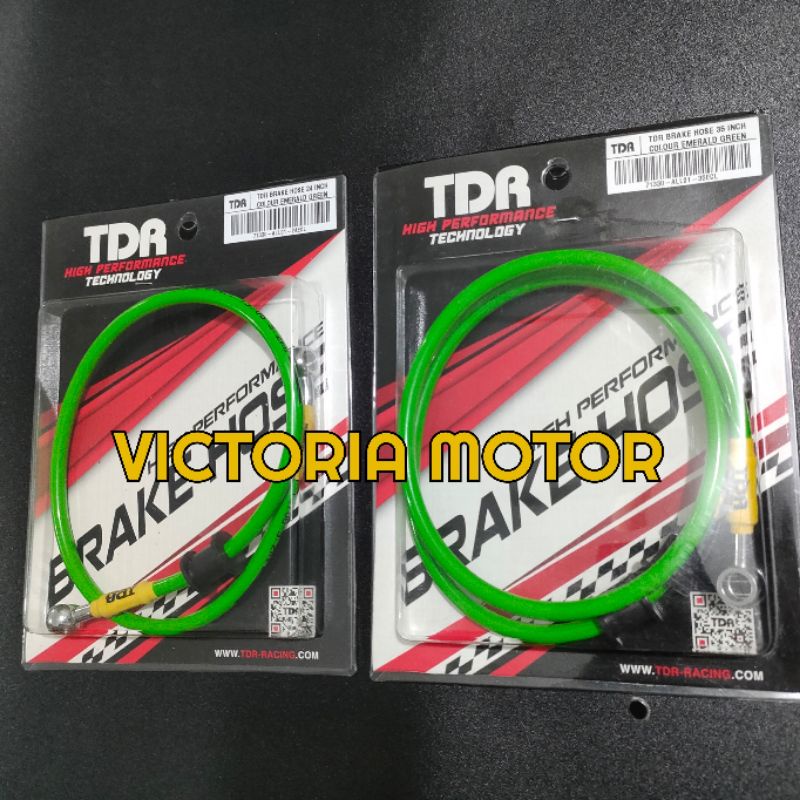 TDR
HIGH PERFORMANCE
TECHNOLOGY
TDR
TDR BRAKE HOSE 24 INCH
COLOUR EMERALD GREEN
HIGH PERFORMANCE
BRAKE HOSE
TDR
WWW.TDR-RACING.COM
TDR
TDR
HIGH PERFORMANCE
TECHNOLOGY
TDR
TDR BRAKE HOSE 35 INCH
COLOUR EMERALD GREEN
HIGH PERFORMANCE
BRAKE HOSE
TDR
TDR
WWW.TDR-RACING.COM
VICTORIA MOTOR